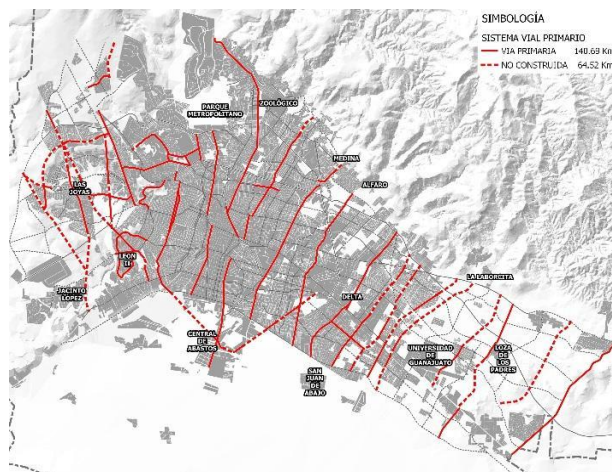 SIMBOLOGÍA
SISTEMA VIAL PRIMARIO
VIA PRIMARIA 140.69 Km
NO CONSTRUIDA 64.52 Km
PARQUE
METROPOLITANO
ZOOLÓGICO
MEDINA
ALFARO
LAS
JOYAS
LA LABORCITA
LEON
II
JACINTO
LÓPEZ
DELTA
CENTRAL
DE
ABASTOS
UNIVERSIDAD
DE
GUANAJUATO
LOZA
DE
LOS
PADRES
SAN
JUAN
DE
ABAJO